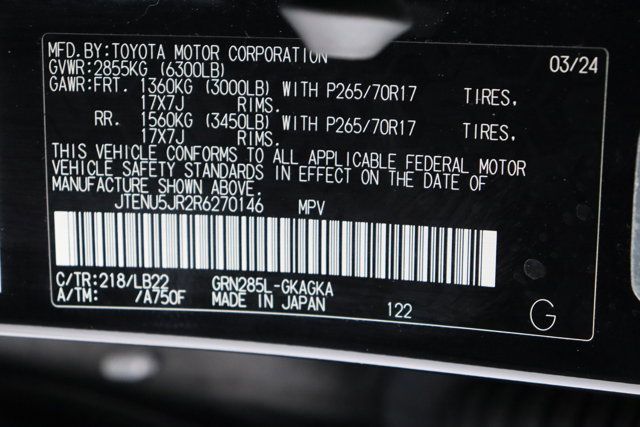 MFD.BY:TOYOTA MOTOR CORPORATION 03/24
GVWR:2855KG (6300LB)
GAWR:FRT. 1360KG (3000LB) WITH P265/70R17 TIRES,
17X7J RIMS.
RR. 1560KG (3450LB) WITH P265/70R17 TIRES,
17X7J RIMS.
THIS VEHICLE CONFORMS TO ALL APPLICABLE FEDERAL MOTOR
VEHICLE SAFETY STANDARDS IN EFFECT ON THE DATE OF
MANUFACTURE SHOWN ABOVE.
JTENU5JR2R6270146 MPV
C/TR:218/LB22 GRN285L-GKAGKA
A/TM: /A750F MADE IN JAPAN 122 G